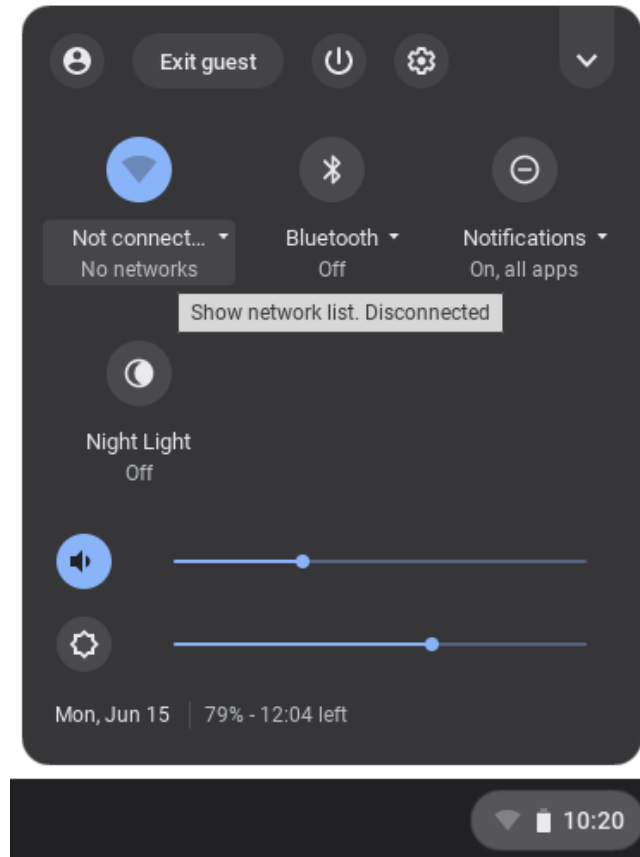 Exit guest
Not connect...
Bluetooth
Notifications
No networks
Off
On, all apps
Show network list. Disconnected
Night Light
Off
Mon, Jun 15
79% - 12:04 left
10:20